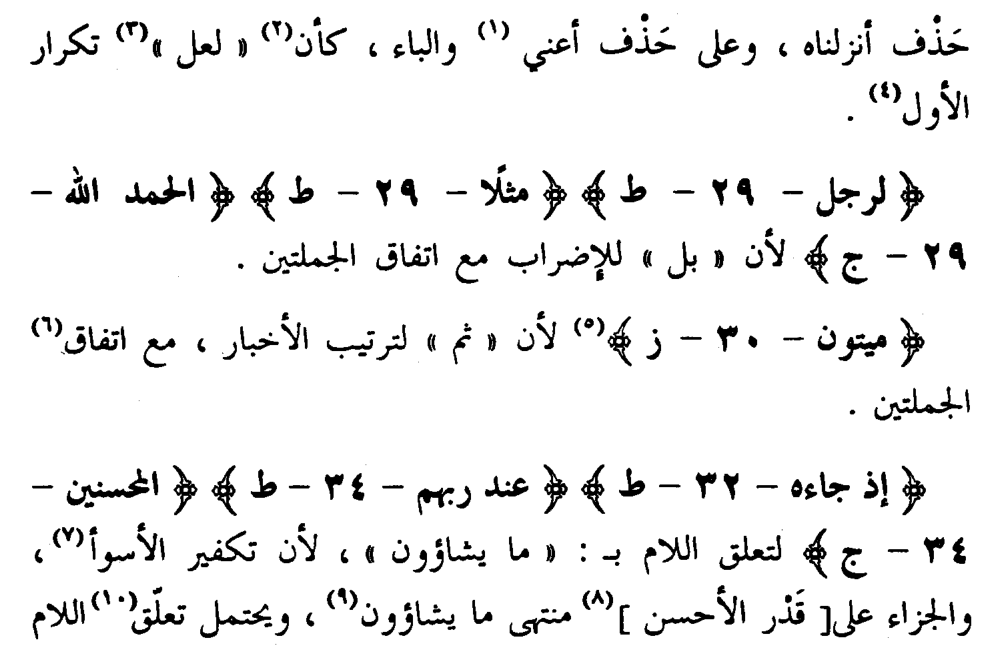 حَذْف أنزلناه ، وعلى حَذْف أعني (١) والباء ، كأن(٢) « لعل »(٣) تكرار
الأول(٤) .
﴿ لرجل – ٢٩ – ط ﴾ ﴿ مثلًا – ٢٩ – ط ﴾ ﴿ الحمد الله –
٢٩ – ج ﴾ لأن « بل » للإضراب مع اتفاق الجملتين .
﴿ ميتون – ٣٠ – ز ﴾(٥) لأن « ثم » لترتيب الأخبار ، مع اتفاق(٦)
الجملتين .
﴿ إذ جاءه – ٣٢ – ط ﴾ ﴿ عند ربهم – ٣٤ – ط ﴾ ﴿ المحسنين –
٣٤ – ج ﴾ لتعلق اللام بـ : « ما يشاؤون » ، لأن تكفير الأسوأ(٧) ،
والجزاء على[ قَدْر الأحسن ](٨) منتهى ما يشاؤون(٩) ، ويحتمل تعلّق(١٠) اللام